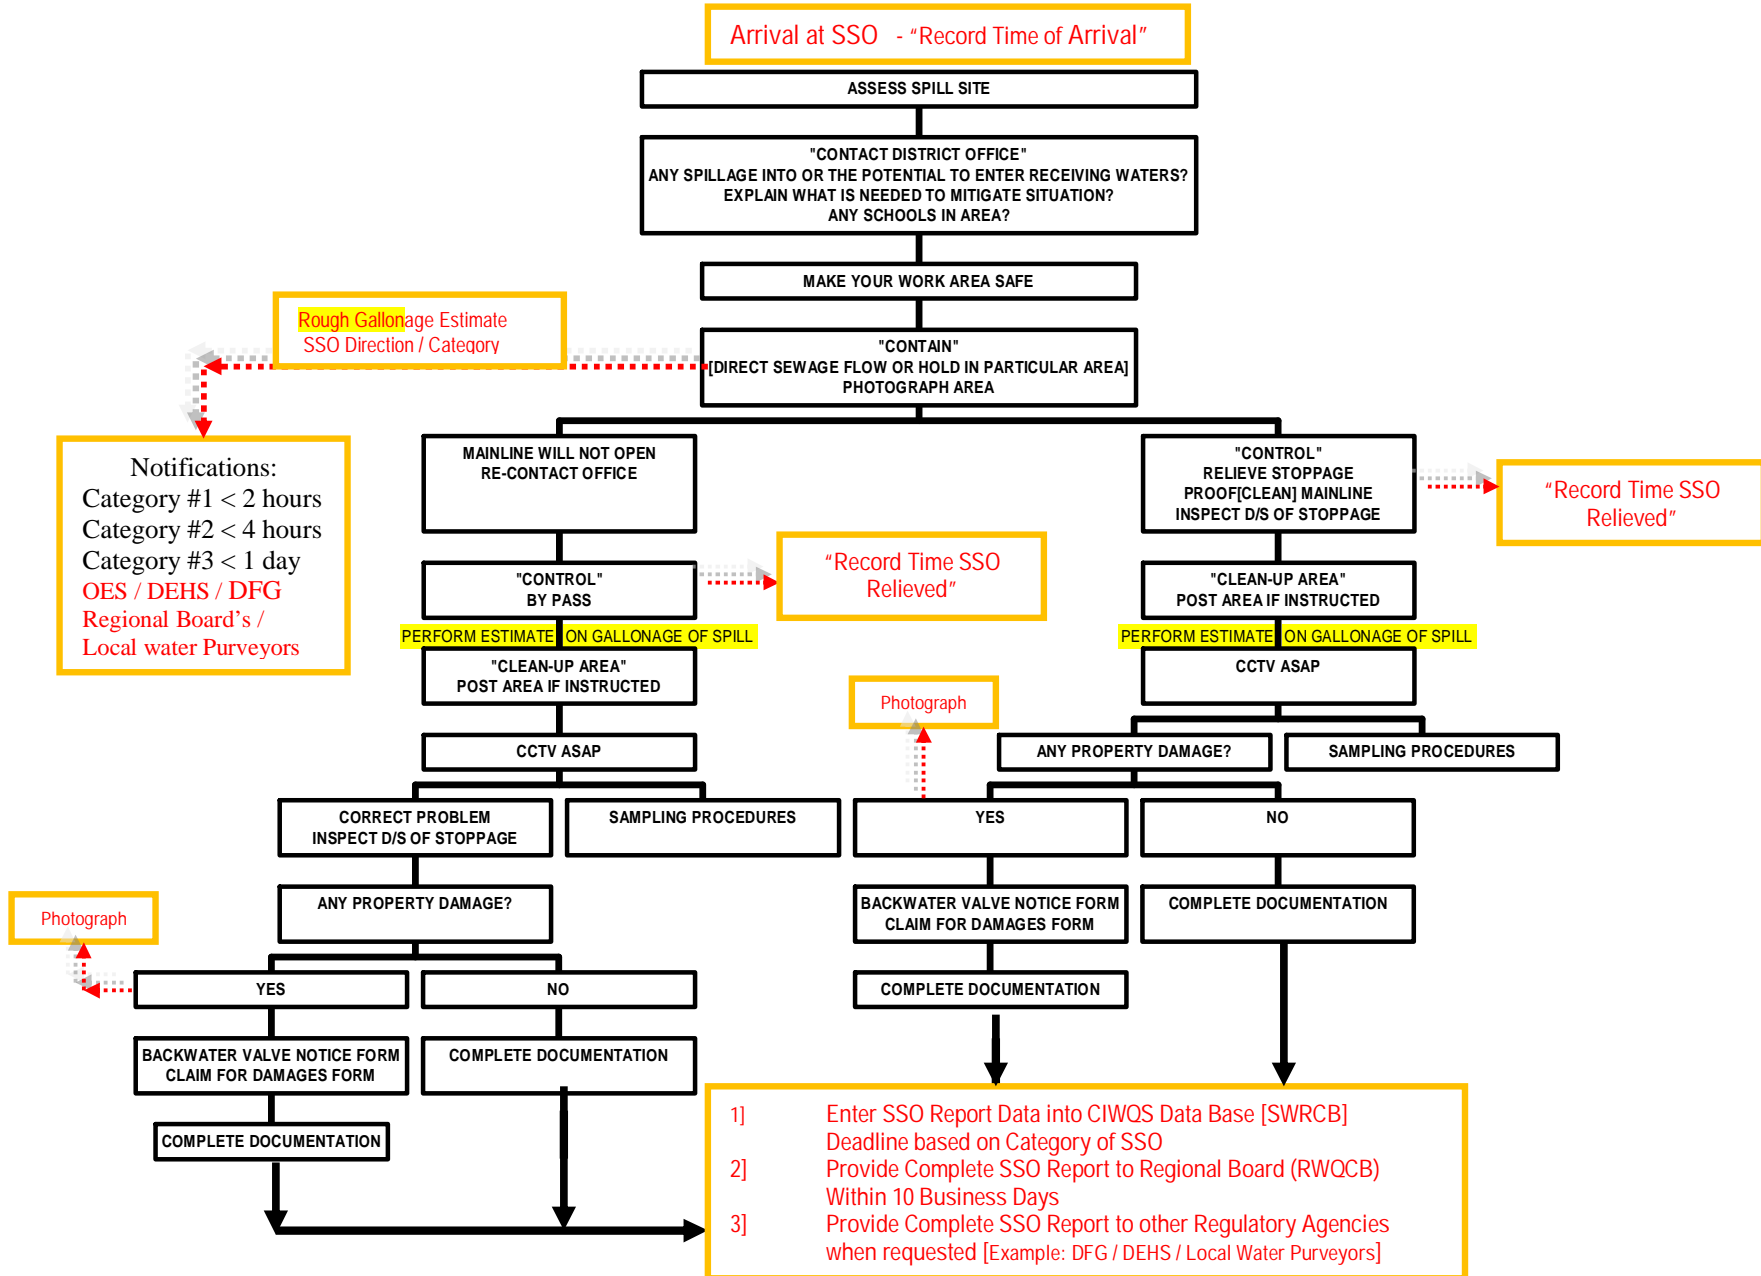 Arrival at SSO - "Record Time of Arrival"
ASSESS SPILL SITE
"CONTACT DISTRICT OFFICE"
ANY SPILLAGE INTO OR THE POTENTIAL TO ENTER RECEIVING WATERS?
EXPLAIN WHAT IS NEEDED TO MITIGATE SITUATION?
ANY SCHOOLS IN AREA?
MAKE YOUR WORK AREA SAFE
Rough Gallonage Estimate
SSO Direction / Category
"CONTAIN"
[DIRECT SEWAGE FLOW OR HOLD IN PARTICULAR AREA]
PHOTOGRAPH AREA
Notifications:
Category #1 < 2 hours
Category #2 < 4 hours
Category #3 < 1 day
OES / DEHS / DFG
Regional Board's /
Local water Purveyors
MAINLINE WILL NOT OPEN
RE-CONTACT OFFICE
"CONTROL"
RELIEVE STOPPAGE
PROOF[CLEAN] MAINLINE
INSPECT D/S OF STOPPAGE
"Record Time SSO
Relieved"
"CONTROL"
BY PASS
"Record Time SSO
Relieved"
"CLEAN-UP AREA"
POST AREA IF INSTRUCTED
PERFORM ESTIMATE ON GALLONAGE OF SPILL
PERFORM ESTIMATE ON GALLONAGE OF SPILL
"CLEAN-UP AREA"
POST AREA IF INSTRUCTED
CCTV ASAP
Photograph
CCTV ASAP
ANY PROPERTY DAMAGE?
SAMPLING PROCEDURES
CORRECT PROBLEM
INSPECT D/S OF STOPPAGE
SAMPLING PROCEDURES
YES
NO
Photograph
ANY PROPERTY DAMAGE?
BACKWATER VALVE NOTICE FORM
CLAIM FOR DAMAGES FORM
COMPLETE DOCUMENTATION
YES
NO
COMPLETE DOCUMENTATION
BACKWATER VALVE NOTICE FORM
CLAIM FOR DAMAGES FORM
COMPLETE DOCUMENTATION
COMPLETE DOCUMENTATION
1] Enter SSO Report Data into CIWQS Data Base [SWRCB]
Deadline based on Category of SSO
2] Provide Complete SSO Report to Regional Board (RWQCB)
Within 10 Business Days
3] Provide Complete SSO Report to other Regulatory Agencies
when requested [Example: DFG / DEHS / Local Water Purveyors]